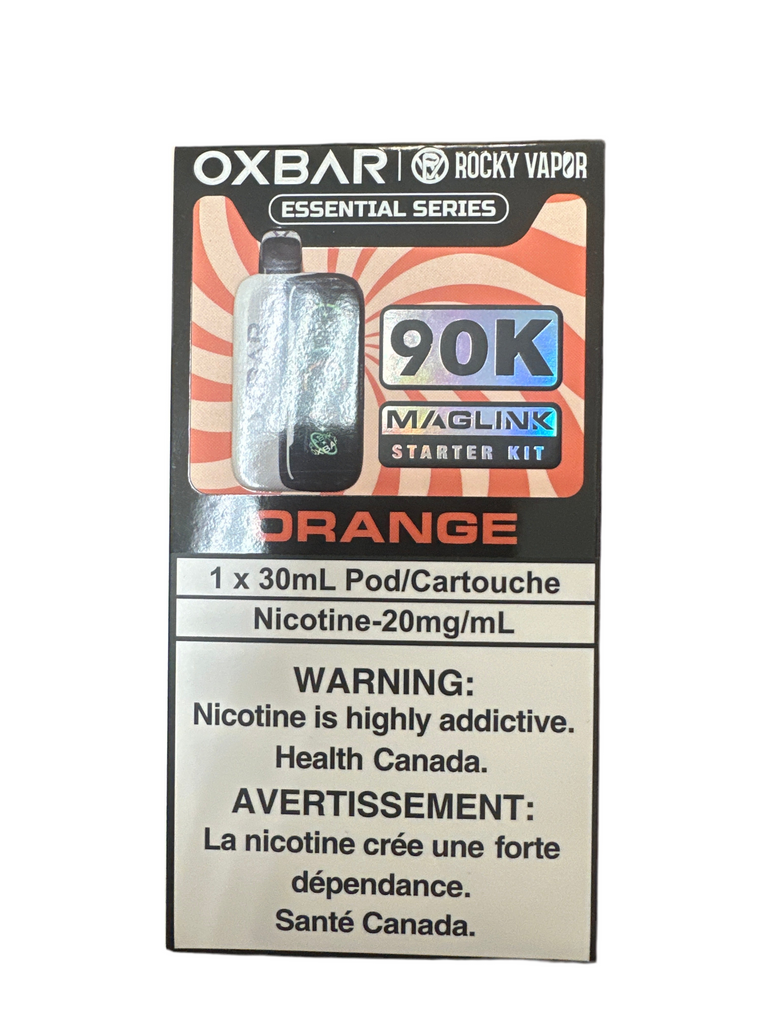 OXBAR | ROCKY VAPOR
ESSENTIAL SERIES
90K
MAGLINK
STARTER KIT
ORANGE
1 x 30mL Pod/Cartouche
Nicotine-20mg/mL
WARNING:
Nicotine is highly addictive.
Health Canada.
AVERTISSEMENT:
La nicotine crée une forte
dépendance.
Santé Canada.